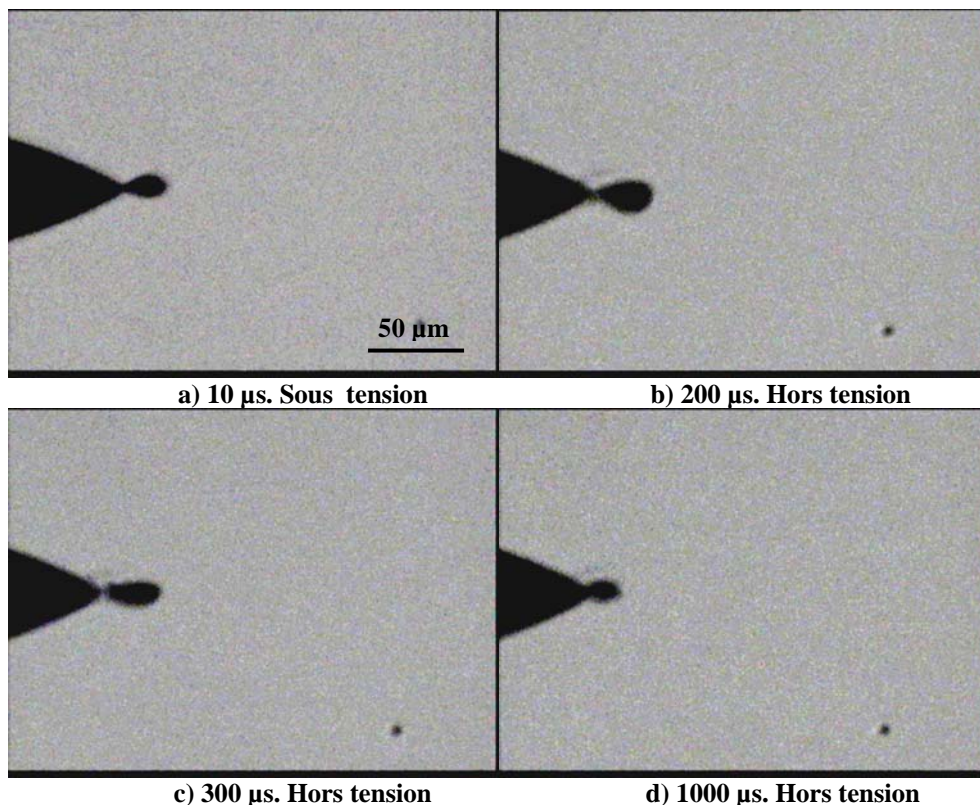 50 µm
a) 10 µs. Sous  tension
b) 200 µs. Hors tension
c) 300 µs. Hors tension
d) 1000 µs. Hors tension